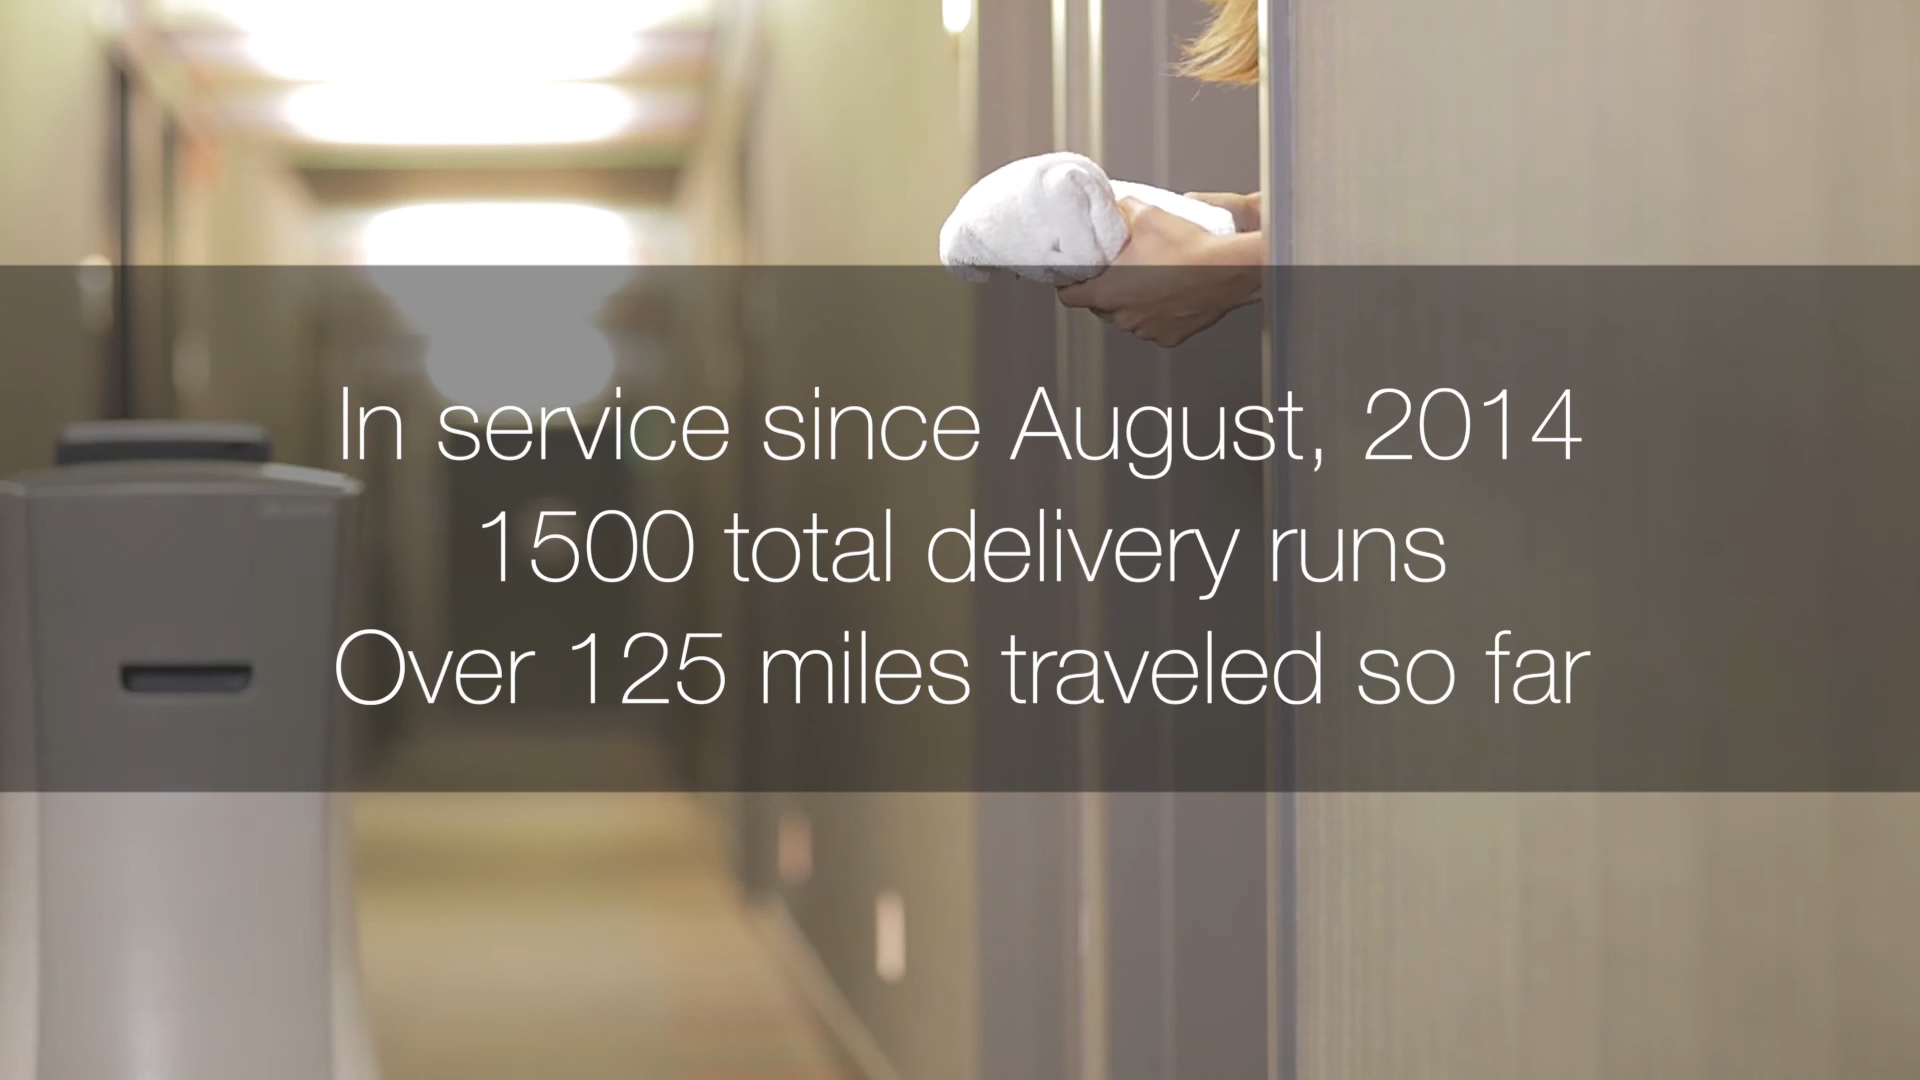 In service since August, 2014
1500 total delivery runs
Over 125 miles traveled so far